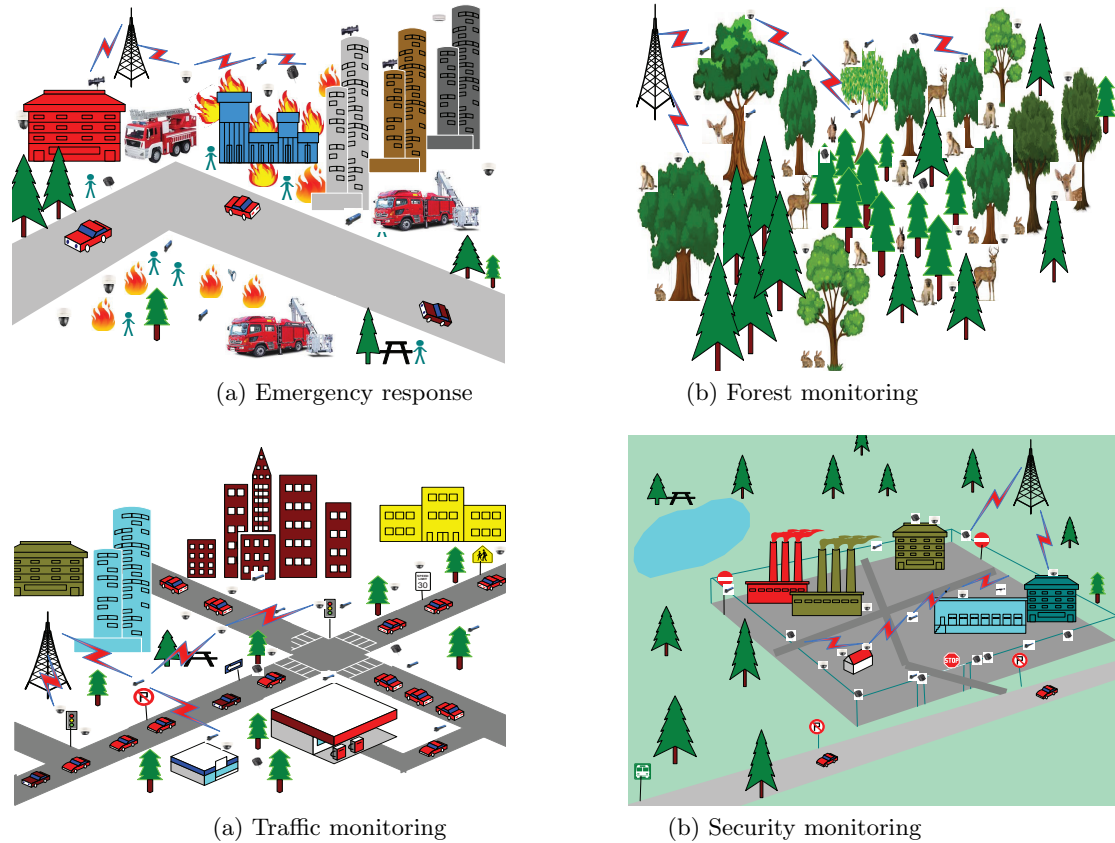 (a) Emergency response
(b) Forest monitoring
30
(a) Traffic monitoring
STOP
P
P
P
(b) Security monitoring